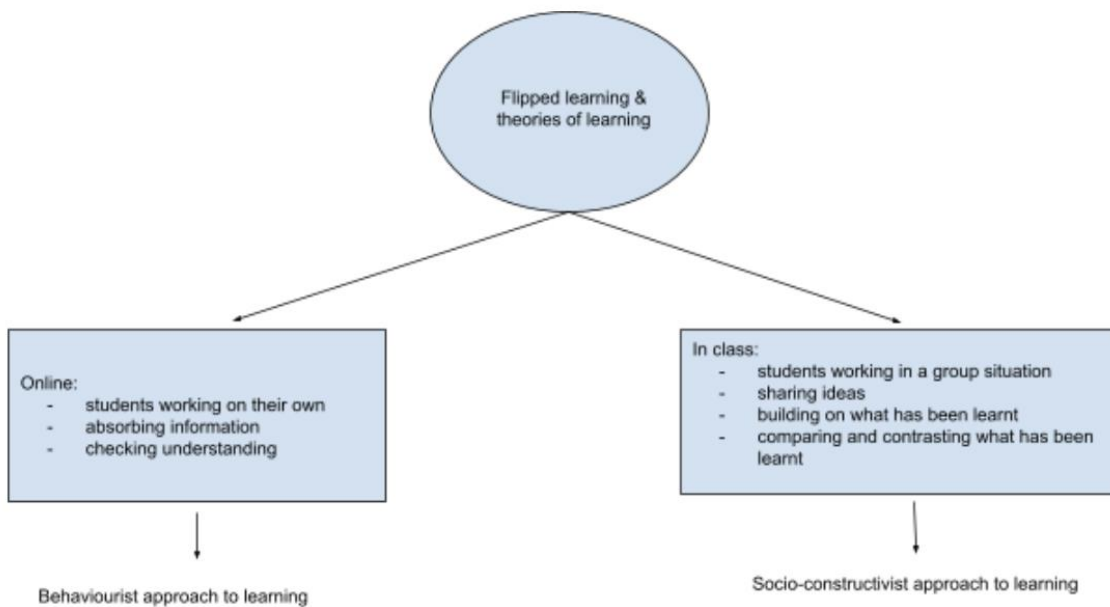 Flipped learning &
theories of learning
Online:
- students working on their own
- absorbing information
- checking understanding
In class:
- students working in a group situation
- sharing ideas
- building on what has been learnt
- comparing and contrasting what has been
learnt
Behaviourist approach to learning
Socio-constructivist approach to learning